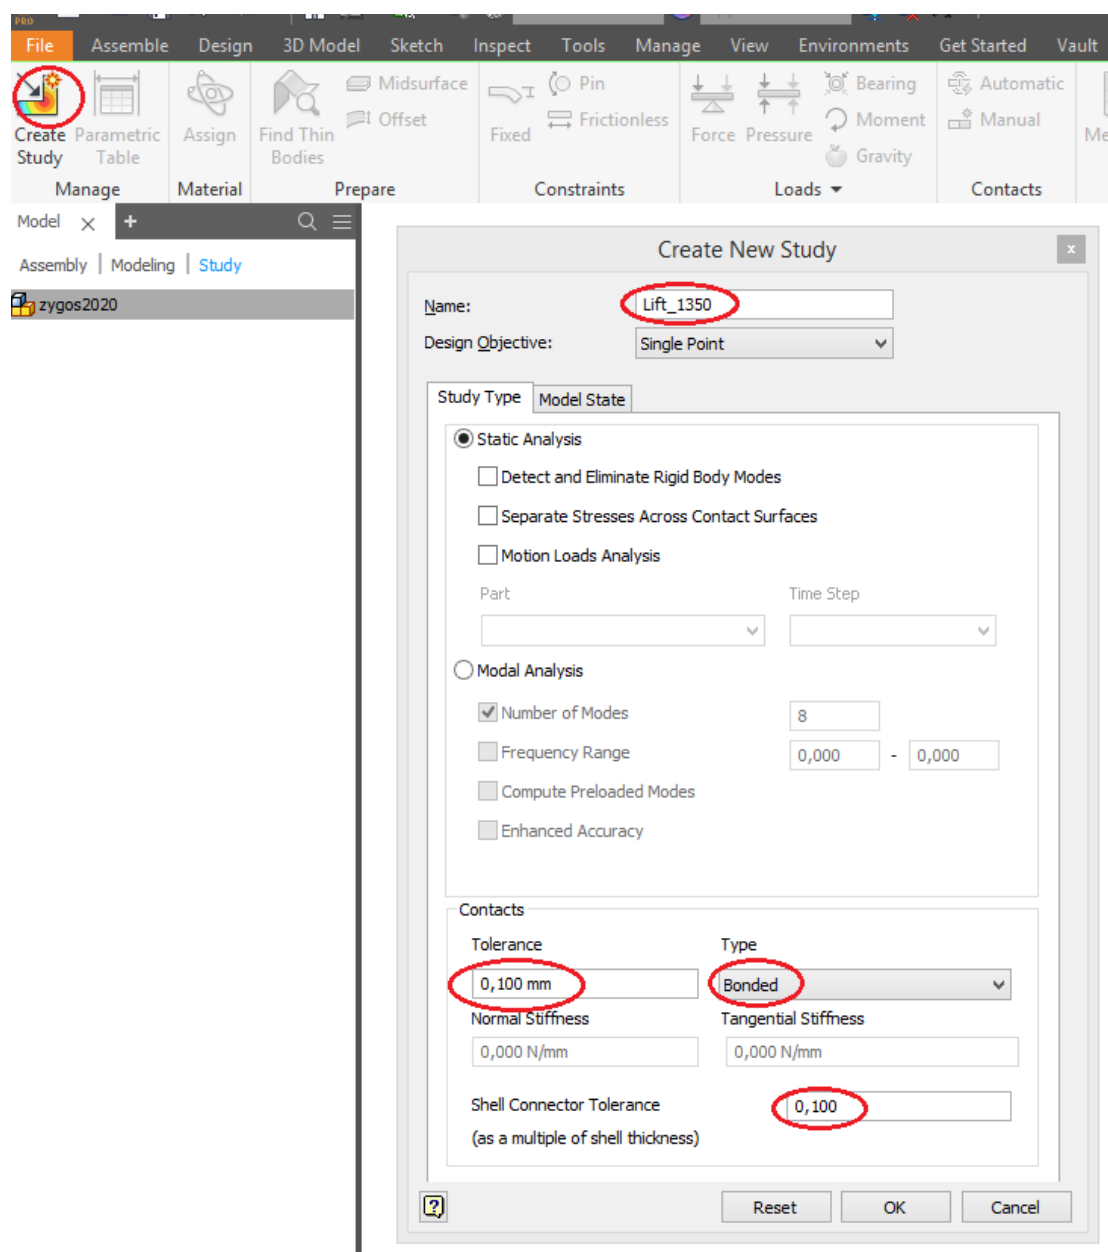 PRO
File Assemble Design 3D Model Sketch Inspect Tools Manage View Environments Get Started Vault
Create Study
Parametric Table
Assign
Find Thin Bodies
Midsurface
Offset
Fixed
Pin
Frictionless
Force
Pressure
Bearing
Moment
Gravity
Automatic
Manual
Me
Manage Material Prepare Constraints Loads Contacts
Model
Assembly | Modeling | Study
zygos2020
Create New Study
Name: Lift_1350
Design Objective: Single Point
Study Type Model State
Static Analysis
Detect and Eliminate Rigid Body Modes
Separate Stresses Across Contact Surfaces
Motion Loads Analysis
Part Time Step
Modal Analysis
Number of Modes 8
Frequency Range 0,000 - 0,000
Compute Preloaded Modes
Enhanced Accuracy
Contacts
Tolerance Type
0,100 mm Bonded
Normal Stiffness Tangential Stiffness
0,000 N/mm 0,000 N/mm
Shell Connector Tolerance 0,100
(as a multiple of shell thickness)
Reset OK Cancel